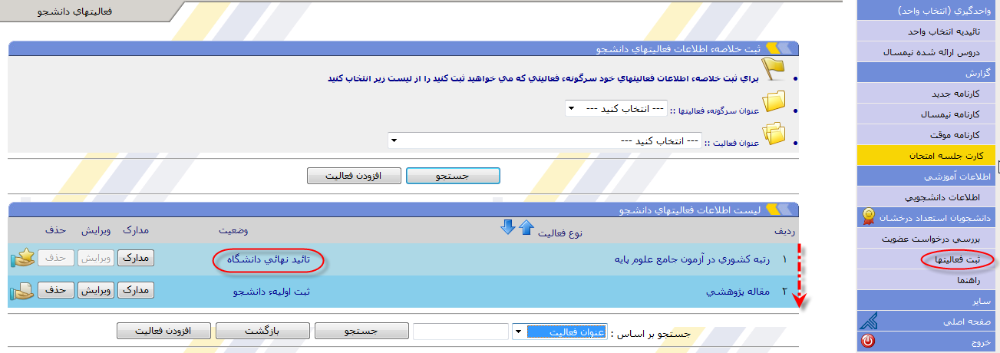 فعاليتهاي دانشجو
ثبت خلاصهء اطلاعات فعاليتهاي دانشجو
براي ثبت خلاصهء اطلاعات فعاليتهاي خود سرگونهء فعاليتي كه مي خواهيد ثبت كنيد را از ليست زير انتخاب كنيد
عنوان سرگونهء فعاليتها :: --- انتخاب كنيد ---
عنوان فعاليت :: --- انتخاب كنيد ---
جستجو افزودن فعاليت
ليست اطلاعات فعاليتهاي دانشجو
رديف نوع فعاليت وضعيت مدارک ويرايش حذف
۱ رتبه كشوري در آزمون جامع علوم پايه تائيد نهائي دانشگاه مدارک ويرايش حذف
۲ مقاله پژوهشي ثبت اوليهء دانشجو مدارک ويرايش حذف
جستجو بر اساس : عنوان فعاليت جستجو بازگشت افزودن فعاليت
واحدگيري (انتخاب واحد)
تائيديه انتخاب واحد
دروس ارائه شده نيمسال
گزارش
كارنامه جديد
كارنامه نيمسال
كارنامه موقت
كارت جلسه امتحان
اطلاعات آموزشي
اطلاعات دانشجويي
دانشجويان استعداد درخشان
بررسي درخواست عضويت
ثبت فعاليتها
راهنما
ساير
صفحه اصلي
خروج